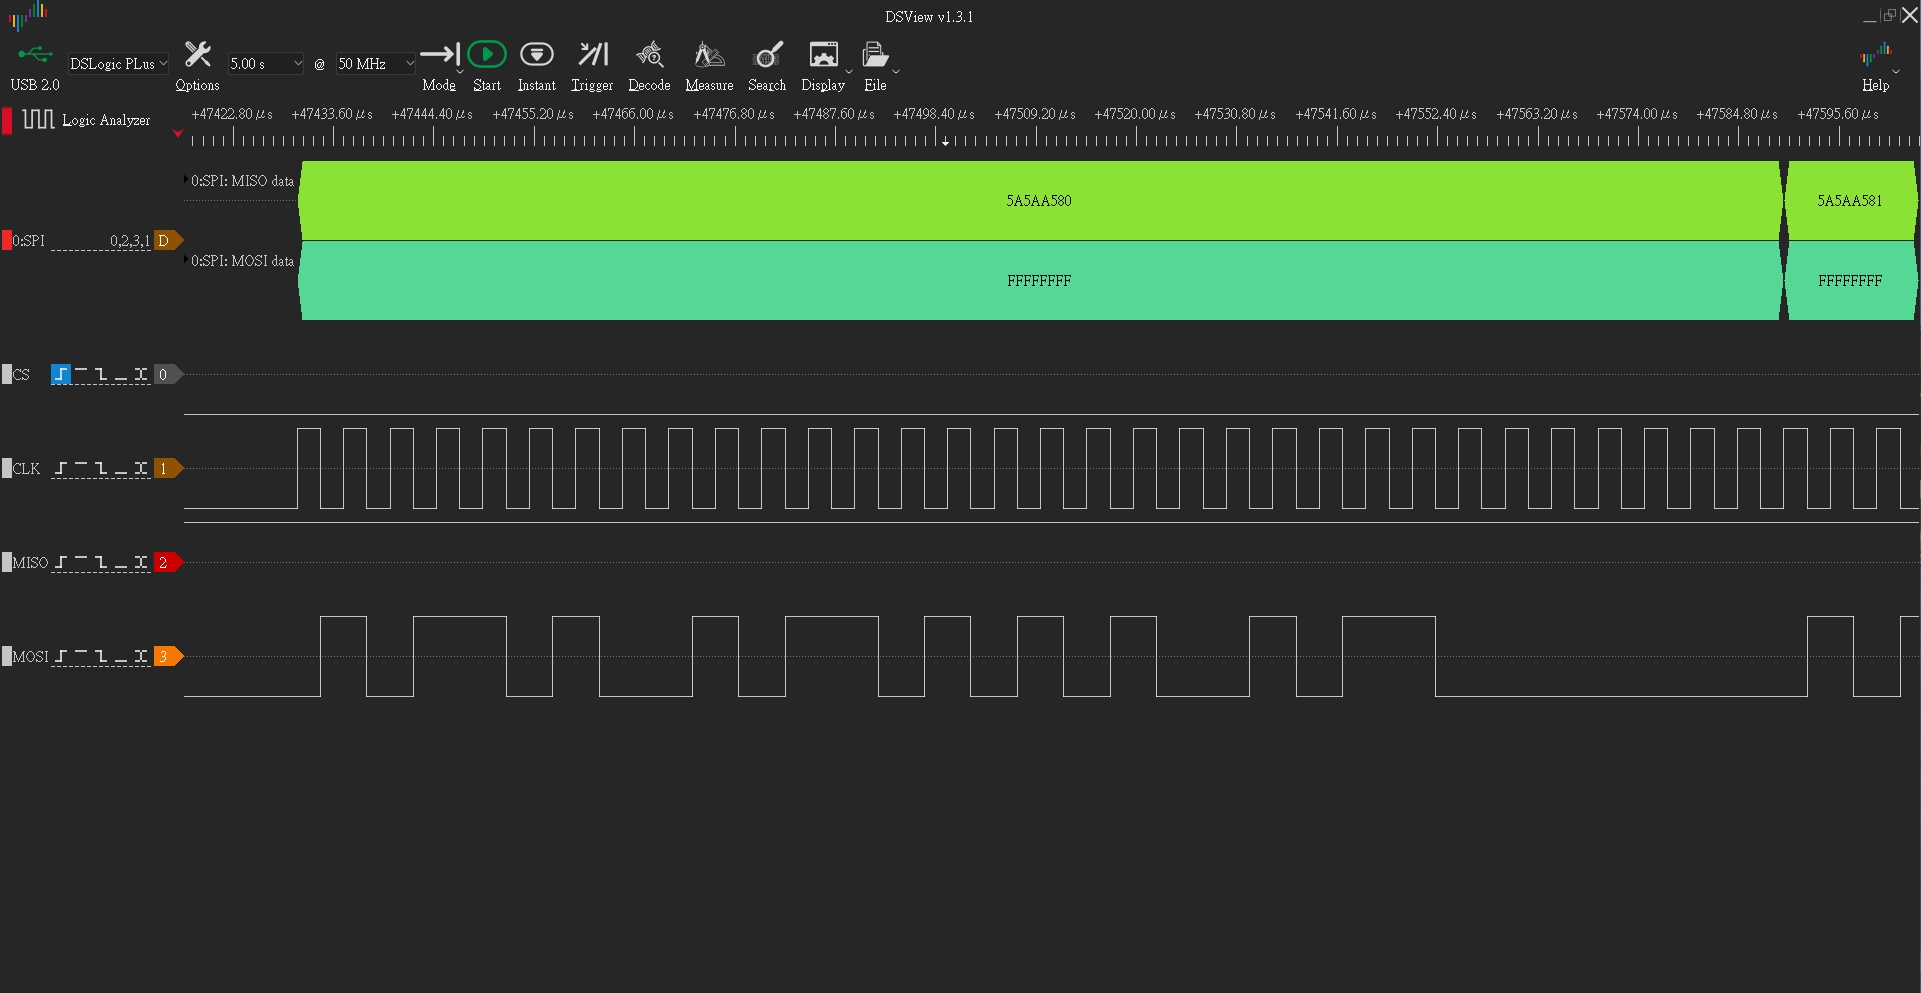 DSView v1.3.1
USB 2.0 DSLogic PLus Options 5.00 s @ 50 MHz Mode Start Instant Trigger Decode Measure Search Display File Help
Logic Analyzer
+47422.80 μs +47433.60 μs +47444.40 μs +47455.20 μs +47466.00 μs +47476.80 μs +47487.60 μs +47498.40 μs +47509.20 μs +47520.00 μs +47530.80 μs +47541.60 μs +47552.40 μs +47563.20 μs +47574.00 μs +47584.80 μs +47595.60 μs
0:SPI: MISO data 5A5AA580 5A5AA581
0:SPI 0,2,3,1 D
0:SPI: MOSI data FFFFFFFF FFFFFFFF
CS 0
CLK 1
MISO 2
MOSI 3